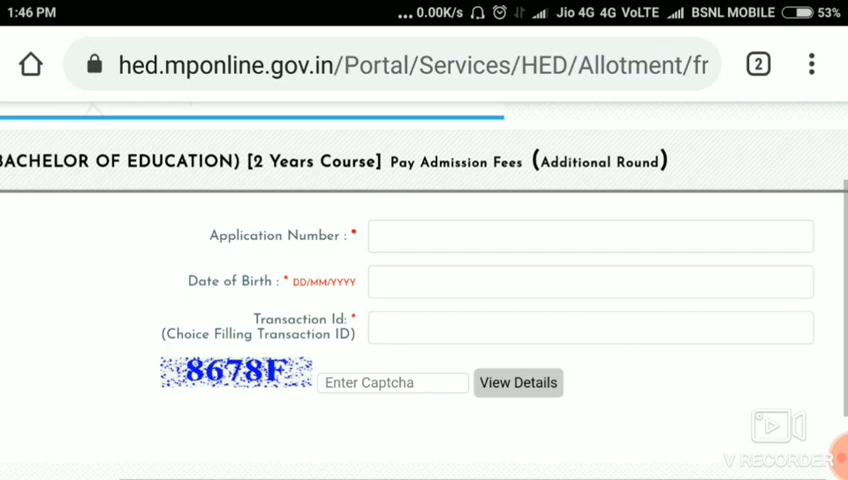 1:46 PM ... 0.00K/s Jio 4G 4G VoLTE BSNL MOBILE 53%
hed.mponline.gov.in/Portal/Services/HED/Allotment/fr 2
BACHELOR OF EDUCATION) [2 Years Course] Pay Admission Fees (Additional Round)
Application Number : *
Date of Birth : * DD/MM/YYYY
Transaction Id: *
(Choice Filling Transaction ID)
8678F Enter Captcha View Details
V RECORDER